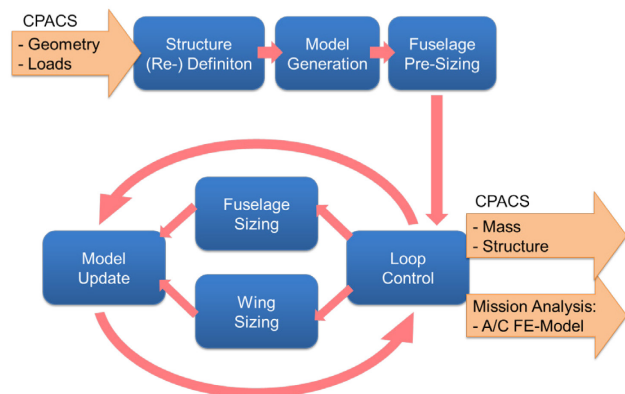 CPACS
- Geometry
- Loads
Structure
(Re-) Definiton
Model
Generation
Fuselage
Pre-Sizing
Fuselage
Sizing
Model
Update
Wing
Sizing
Loop
Control
CPACS
- Mass
- Structure
Mission Analysis:
- A/C FE-Model